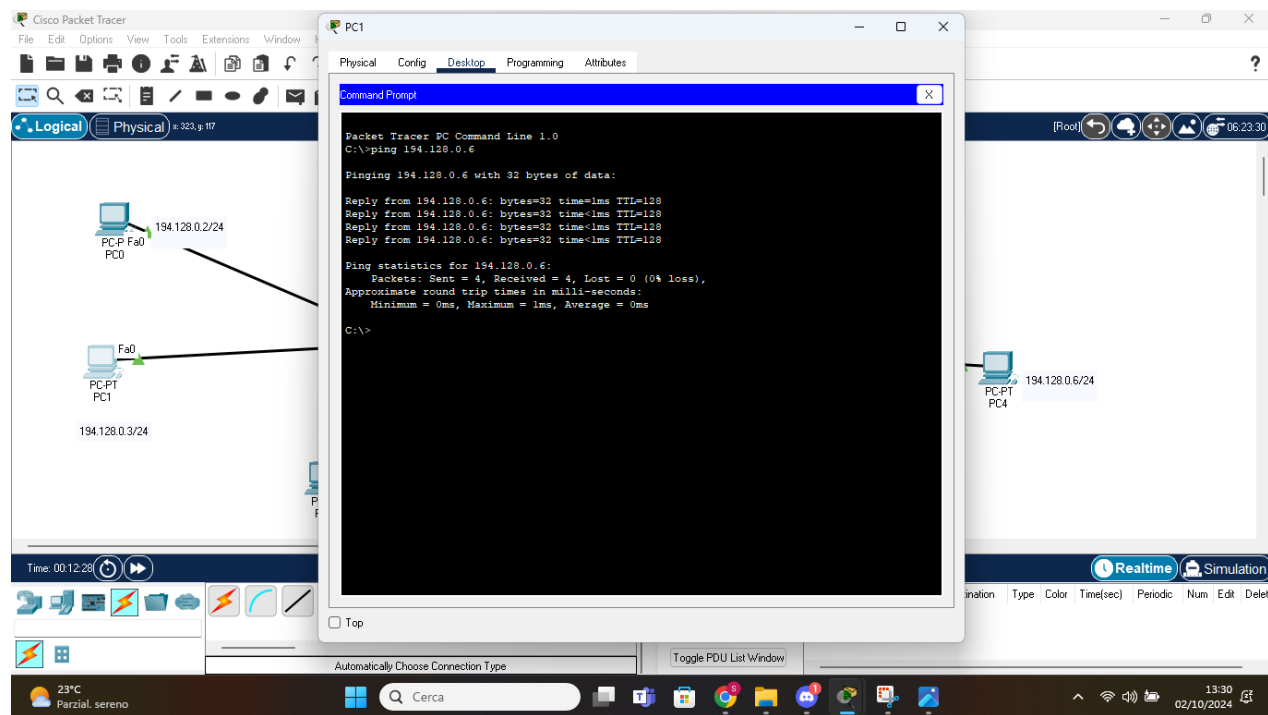 Cisco Packet Tracer
File Edit Options View Tools Extensions Window
?
Logical
Physical
x: 323, y: 117
[Root]
06:23:30
PC1
Physical Config Desktop Programming Attributes
Command Prompt
X
Packet Tracer PC Command Line 1.0
C:\>ping 194.128.0.6
Pinging 194.128.0.6 with 32 bytes of data:
Reply from 194.128.0.6: bytes=32 time=1ms TTL=128
Reply from 194.128.0.6: bytes=32 time<1ms TTL=128
Reply from 194.128.0.6: bytes=32 time<1ms TTL=128
Reply from 194.128.0.6: bytes=32 time<1ms TTL=128
Ping statistics for 194.128.0.6:
Packets: Sent = 4, Received = 4, Lost = 0 (0% loss),
Approximate round trip times in milli-seconds:
Minimum = 0ms, Maximum = 1ms, Average = 0ms
C:\>
Top
194.128.0.2/24
PC-P Fa0
PC0
Fa0
PC-PT
PC1
194.128.0.3/24
194.128.0.6/24
PC-PT
PC4
Time: 00:12:28
Realtime
Simulation
Type Color Time(sec) Periodic Num Edit
Automatically Choose Connection Type
Toggle PDU List Window
23°C
Parzial. sereno
Cerca
13:30
02/10/2024